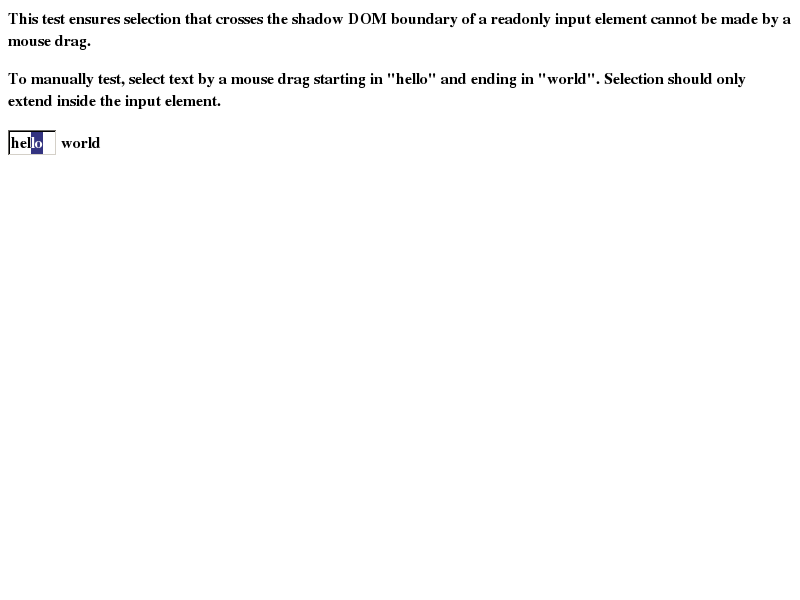 This test ensures selection that crosses the shadow DOM boundary of a readonly input element cannot be made by a
mouse drag.
To manually test, select text by a mouse drag starting in "hello" and ending in "world". Selection should only
extend inside the input element.
hello world